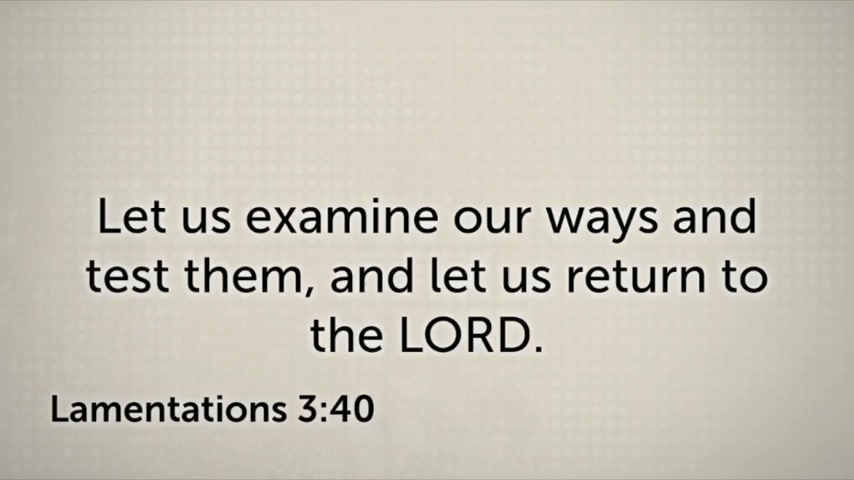 Let us examine our ways and
test them, and let us return to
the LORD.
Lamentations 3:40